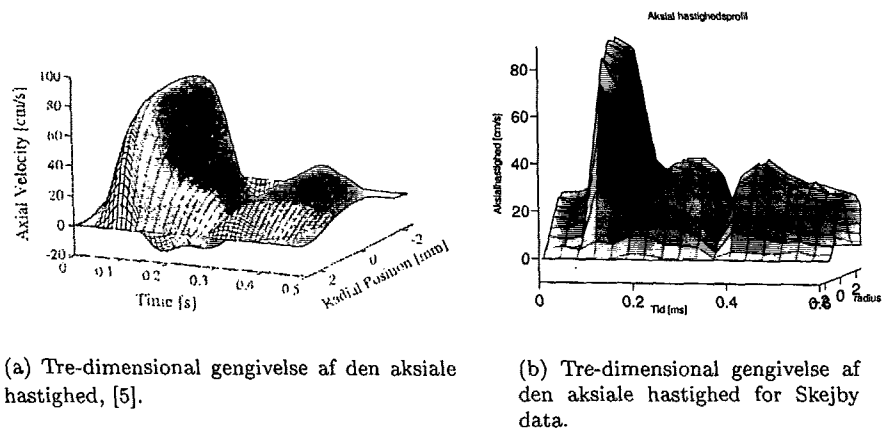 100
80
60
40
20
0
-20
Axial Velocity [cm/s]
0
0.1
0.2
0.3
0.4
0.5
Time [s]
2
0
-2
Radial Position [mm]
Aksial hastighedsprofil
80
60
40
20
0
Aksialhastighed [cm/s]
0
0.2
0.4
Tid [ms]
0 2
radius
(a) Tre-dimensional gengivelse af den aksiale
hastighed, [5].
(b) Tre-dimensional gengivelse af
den aksiale hastighed for Skejby
data.